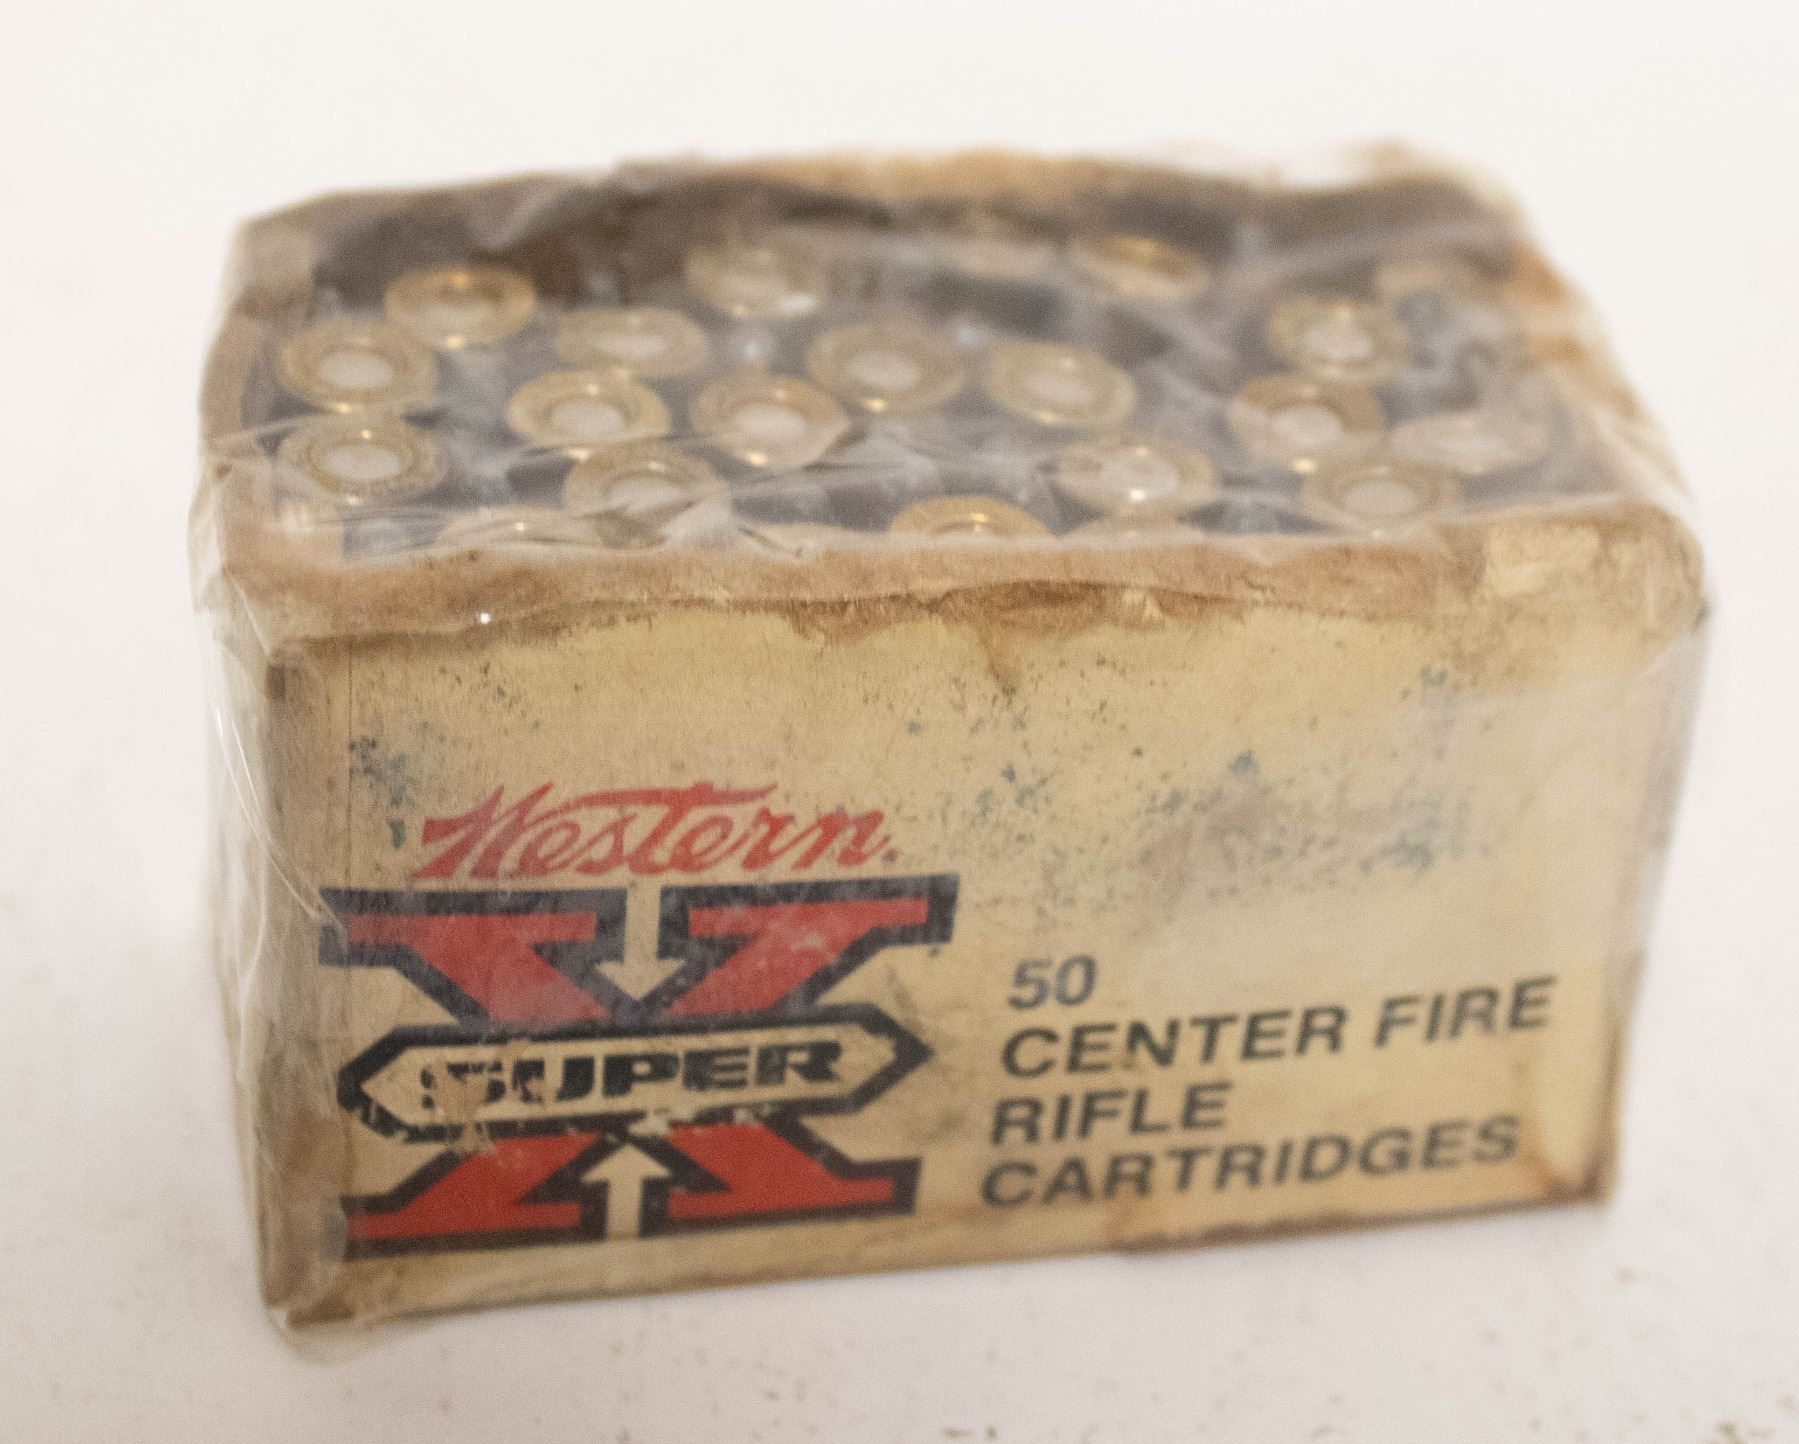 Western.
SUPER
X
50
CENTER FIRE
RIFLE
CARTRIDGES